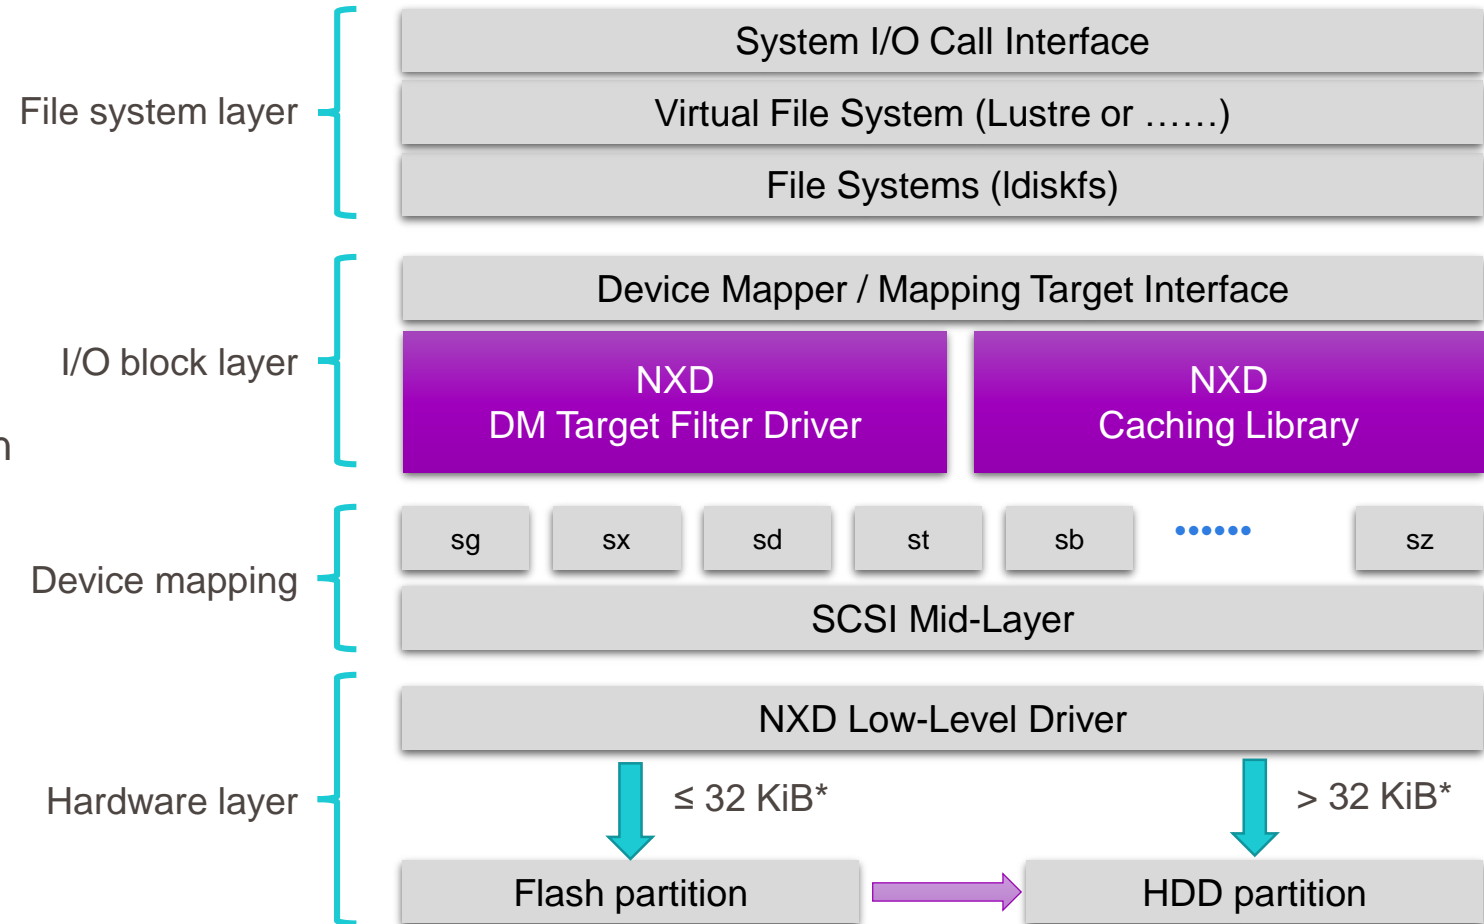 System I/O Call Interface
File system layer
Virtual File System (Lustre or ……)
File Systems (ldiskfs)
Device Mapper / Mapping Target Interface
I/O block layer
NXD
DM Target Filter Driver
NXD
Caching Library
n
sg sx sd st sb •••••• sz
Device mapping
SCSI Mid-Layer
NXD Low-Level Driver
Hardware layer
≤ 32 KiB*
> 32 KiB*
Flash partition
HDD partition